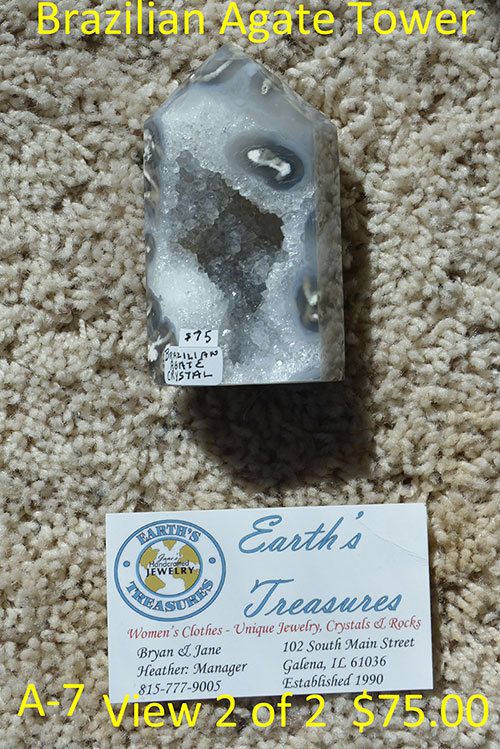 Brazilian Agate Tower
$75
BRAZILIAN
AGATE
CRYSTAL
EARTH'S
Jane's
Handcrafted
JEWELRY
TREASURES
Earth's
Treasures
Women's Clothes - Unique Jewelry, Crystals & Rocks
Bryan & Jane
Heather: Manager
815-777-9005
102 South Main Street
Galena, IL 61036
Established 1990
A-7 View 2 of 2 $75.00